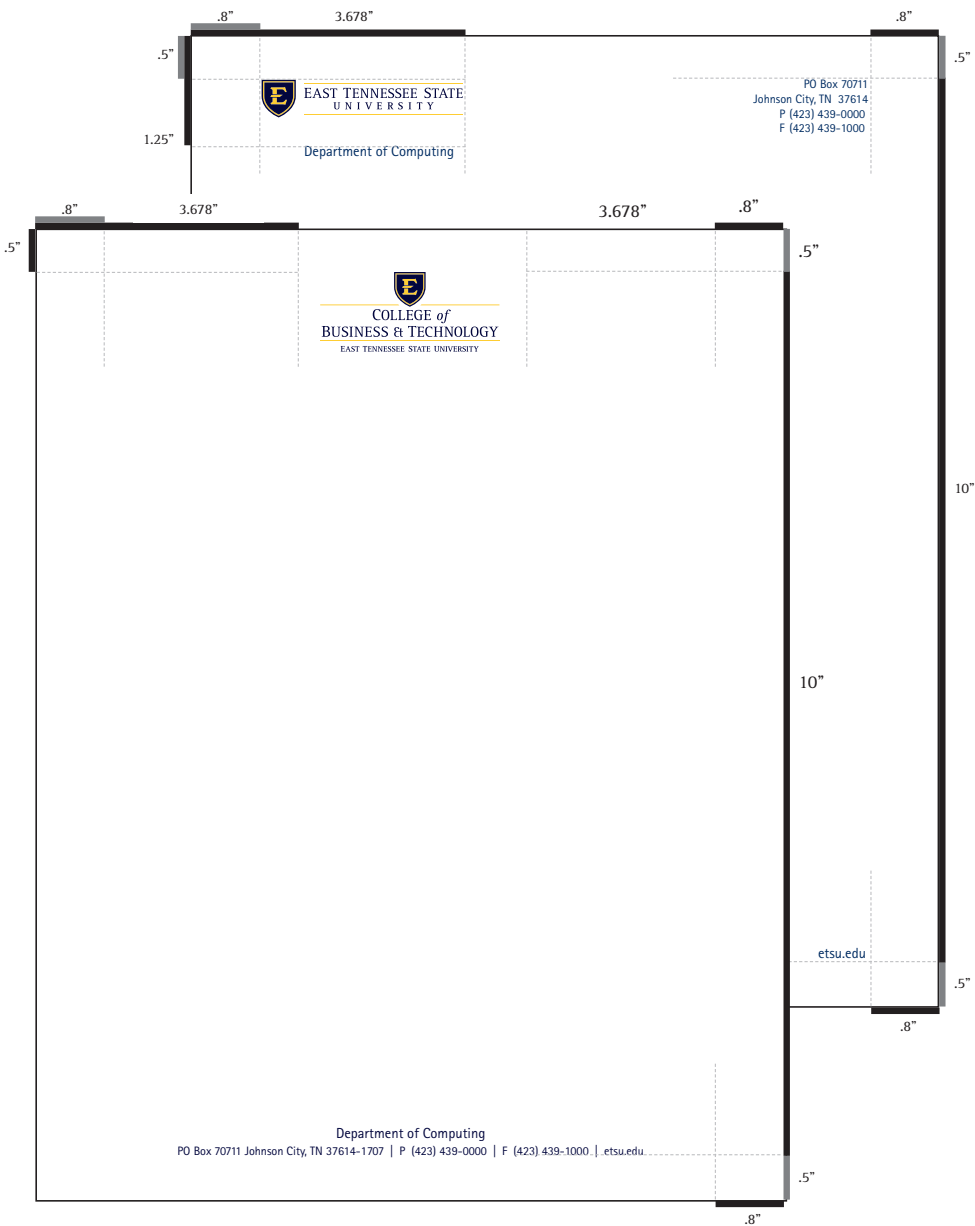 .8” 3.678” .8”
.5” .5”
E EAST TENNESSEE STATE
UNIVERSITY
PO Box 70711
Johnson City, TN 37614
P (423) 439-0000
F (423) 439-1000
1.25”
Department of Computing
.8” 3.678” 3.678” .8”
.5” .5”
E
COLLEGE of
BUSINESS & TECHNOLOGY
EAST TENNESSEE STATE UNIVERSITY
10”
10”
etsu.edu
.5”
.8”
Department of Computing
PO Box 70711 Johnson City, TN 37614-1707 | P (423) 439-0000 | F (423) 439-1000 | etsu.edu
.5”
.8”